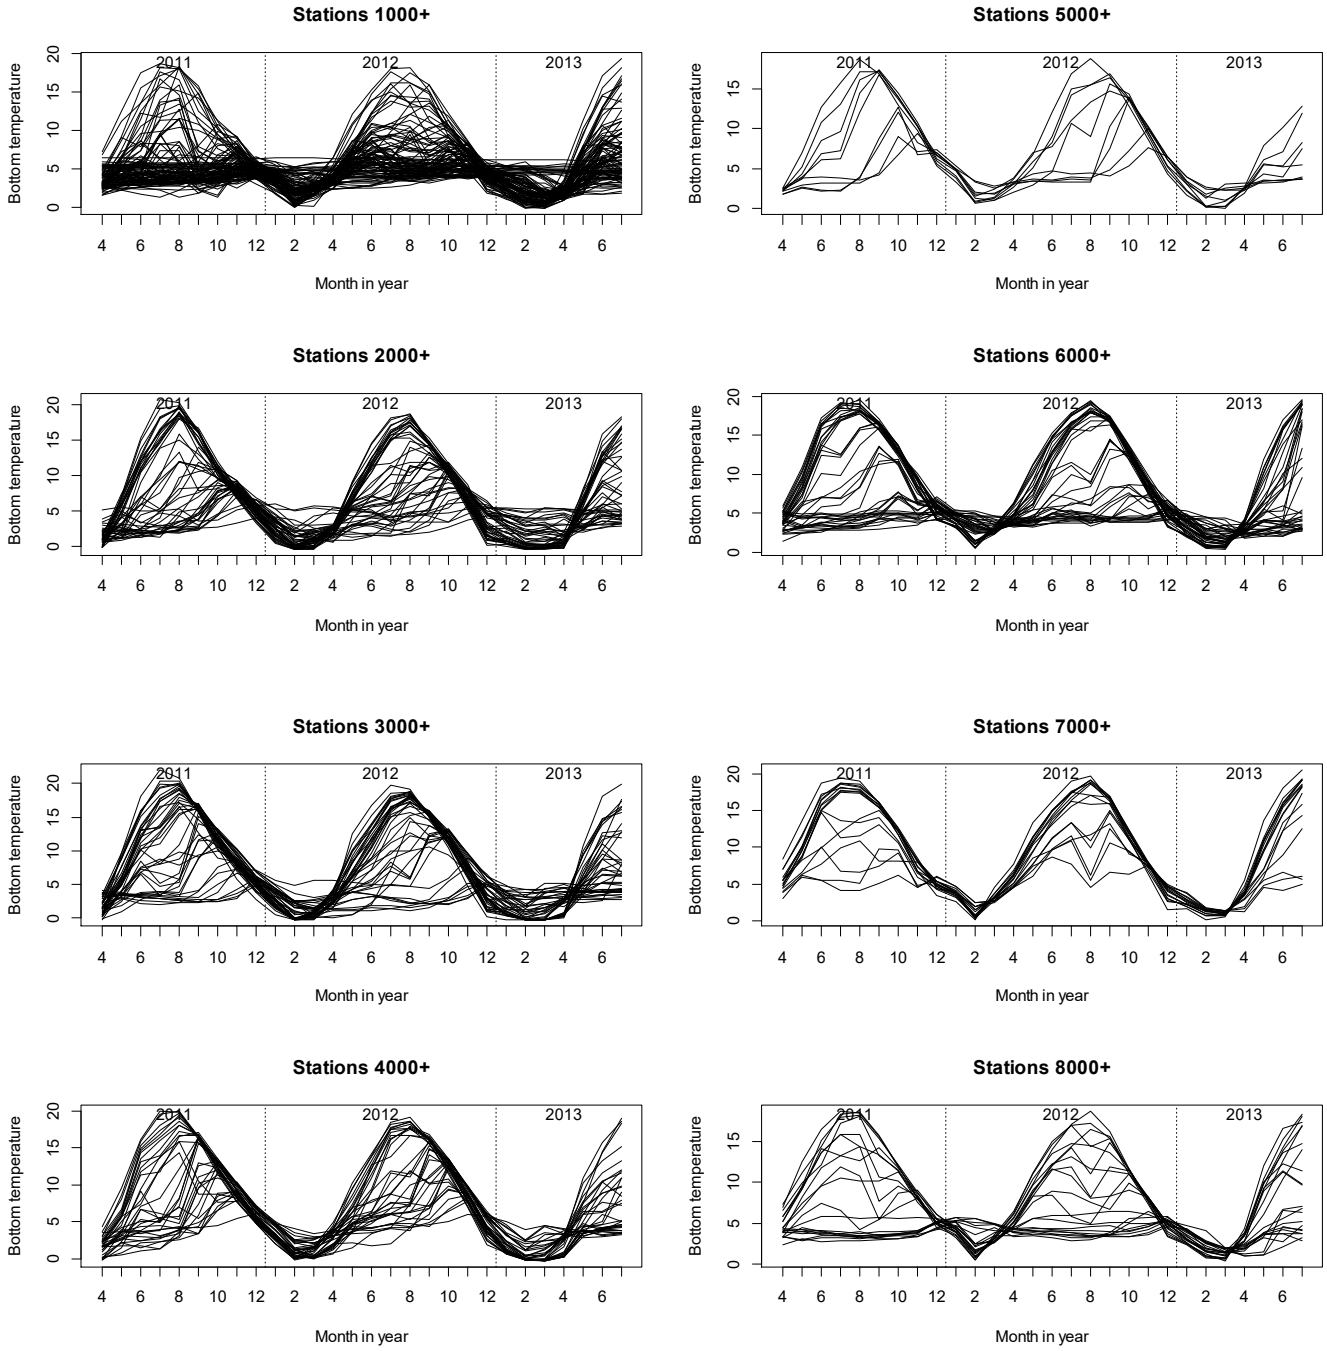 Stations 1000+
2011 2012 2013
Bottom temperature
0 5 10 15 20
4 6 8 10 12 2 4 6 8 10 12 2 4 6
Month in year
Stations 2000+
2011 2012 2013
Bottom temperature
0 5 10 15 20
4 6 8 10 12 2 4 6 8 10 12 2 4 6
Month in year
Stations 3000+
2011 2012 2013
Bottom temperature
0 5 10 15 20
4 6 8 10 12 2 4 6 8 10 12 2 4 6
Month in year
Stations 4000+
2011 2012 2013
Bottom temperature
0 5 10 15 20
4 6 8 10 12 2 4 6 8 10 12 2 4 6
Month in year
Stations 5000+
2011 2012 2013
Bottom temperature
0 5 10 15
4 6 8 10 12 2 4 6 8 10 12 2 4 6
Month in year
Stations 6000+
2011 2012 2013
Bottom temperature
0 5 10 15 20
4 6 8 10 12 2 4 6 8 10 12 2 4 6
Month in year
Stations 7000+
2011 2012 2013
Bottom temperature
0 5 10 15 20
4 6 8 10 12 2 4 6 8 10 12 2 4 6
Month in year
Stations 8000+
2011 2012 2013
Bottom temperature
0 5 10 15
4 6 8 10 12 2 4 6 8 10 12 2 4 6
Month in year